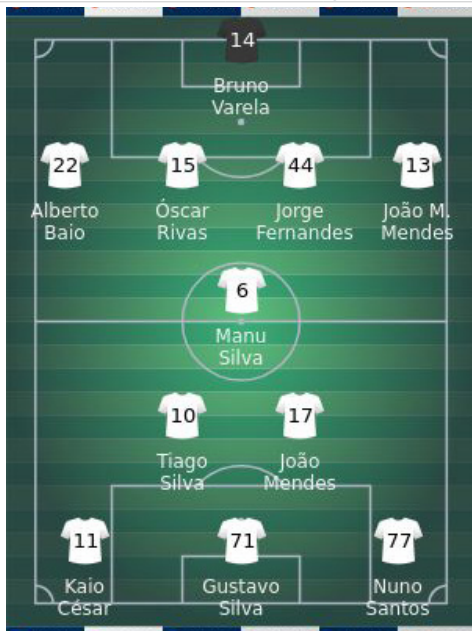 14
Bruno
Varela
22 15 44 13
Alberto Óscar Jorge João M.
Baio Rivas Fernandes Mendes
6
Manu
Silva
10 17
Tiago João
Silva Mendes
11 71 77
Kaio Gustavo Nuno
César Silva Santos